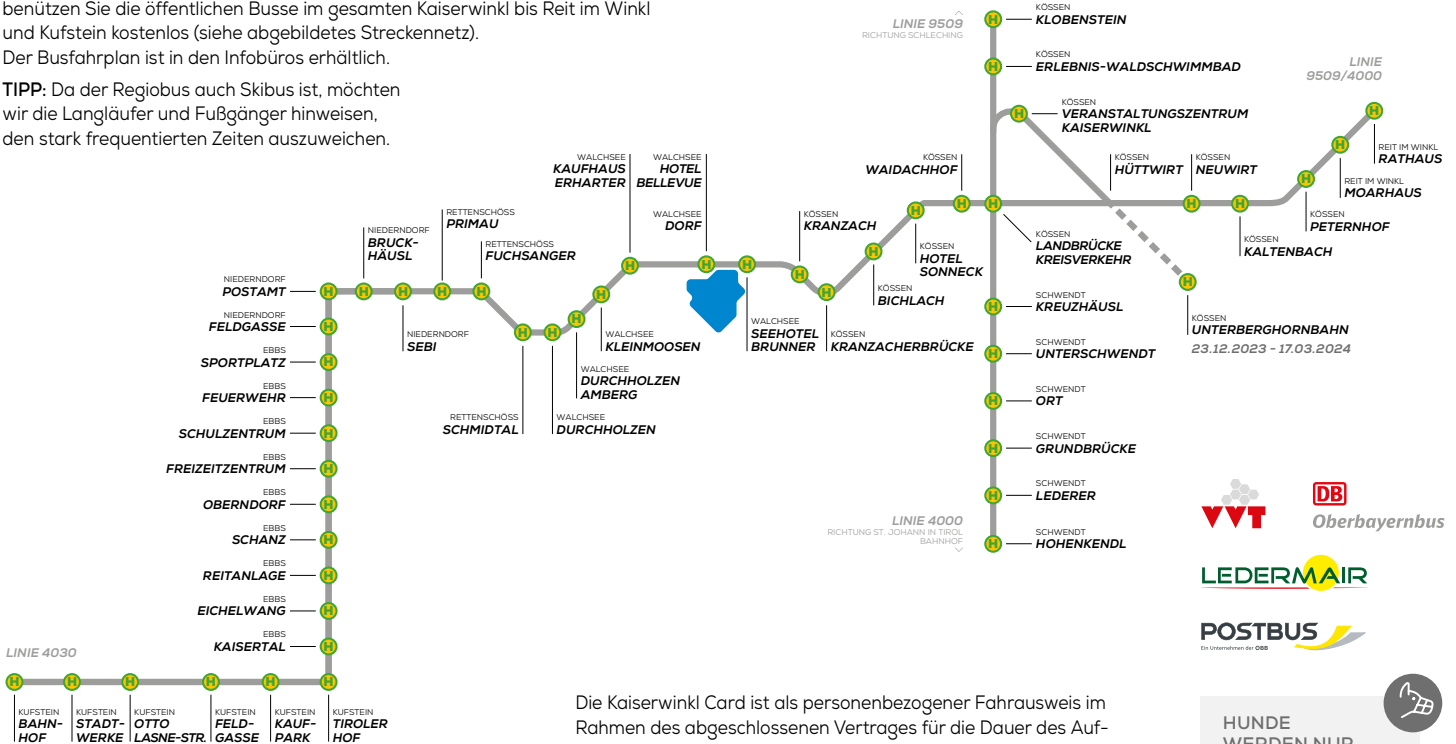 benützen Sie die öffentlichen Busse im gesamten Kaiserwinkl bis Reit im Winkl
und Kufstein kostenlos (siehe abgebildetes Streckennetz).
Der Busfahrplan ist in den Infobüros erhältlich.
TIPP: Da der Regiobus auch Skibus ist, möchten
wir die Langläufer und Fußgänger hinweisen,
den stark frequentierten Zeiten auszuweichen.
LINIE 9509
RICHTUNG SCHLECHING
KÖSSEN
KLOBENSTEIN
KÖSSEN
ERLEBNIS-WALDSCHWIMMBAD
KÖSSEN
VERANSTALTUNGSZENTRUM
KAISERWINKL
LINIE
9509/4000
REIT IM WINKL
RATHAUS
REIT IM WINKL
MOARHAUS
KÖSSEN
PETERNHOF
KÖSSEN
KALTENBACH
KÖSSEN
NEUWIRT
KÖSSEN
HÜTTWIRT
KÖSSEN
UNTERBERGHORNBAHN
23.12.2023 - 17.03.2024
KÖSSEN
LANDBRÜCKE
KREISVERKEHR
KÖSSEN
WAIDACHHOF
KÖSSEN
HOTEL
SONNECK
KÖSSEN
BICHLACH
KÖSSEN
KRANZACH
KÖSSEN
KRANZACHERBRÜCKE
WALCHSEE
SEEHOTEL
BRUNNER
WALCHSEE
HOTEL
BELLEVUE
WALCHSEE
DORF
WALCHSEE
KAUFHAUS
ERHARTER
WALCHSEE
KLEINMOOSEN
WALCHSEE
DURCHHOLZEN
AMBERG
WALCHSEE
DURCHHOLZEN
RETTENSCHÖSS
SCHMIDTAL
RETTENSCHÖSS
FUCHSANGER
RETTENSCHÖSS
PRIMAU
NIEDERNDORF
SEBI
NIEDERNDORF
BRUCK-
HÄUSL
NIEDERNDORF
POSTAMT
NIEDERNDORF
FELDGASSE
EBBS
SPORTPLATZ
EBBS
FEUERWEHR
EBBS
SCHULZENTRUM
EBBS
FREIZEITZENTRUM
EBBS
OBERNDORF
EBBS
SCHANZ
EBBS
REITANLAGE
EBBS
EICHELWANG
EBBS
KAISERTAL
LINIE 4030
KUFSTEIN
BAHN-
HOF
KUFSTEIN
STADT-
WERKE
KUFSTEIN
OTTO
LASNE-STR.
KUFSTEIN
FELD-
GASSE
KUFSTEIN
KAUF-
PARK
KUFSTEIN
TIROLER
HOF
SCHWENDT
KREUZHÄUSL
SCHWENDT
UNTERSCHWENDT
SCHWENDT
ORT
SCHWENDT
GRUNDBRÜCKE
SCHWENDT
LEDERER
SCHWENDT
HOHENKENDL
LINIE 4000
RICHTUNG ST. JOHANN IN TIROL
BAHNHOF
VVT
DB
Oberbayernbus
LEDERMAIR
POSTBUS
Ein Unternehmen der ÖBB
Die Kaiserwinkl Card ist als personenbezogener Fahrausweis im
Rahmen des abgeschlossenen Vertrages für die Dauer des Auf-
HUNDE
WERDEN NUR